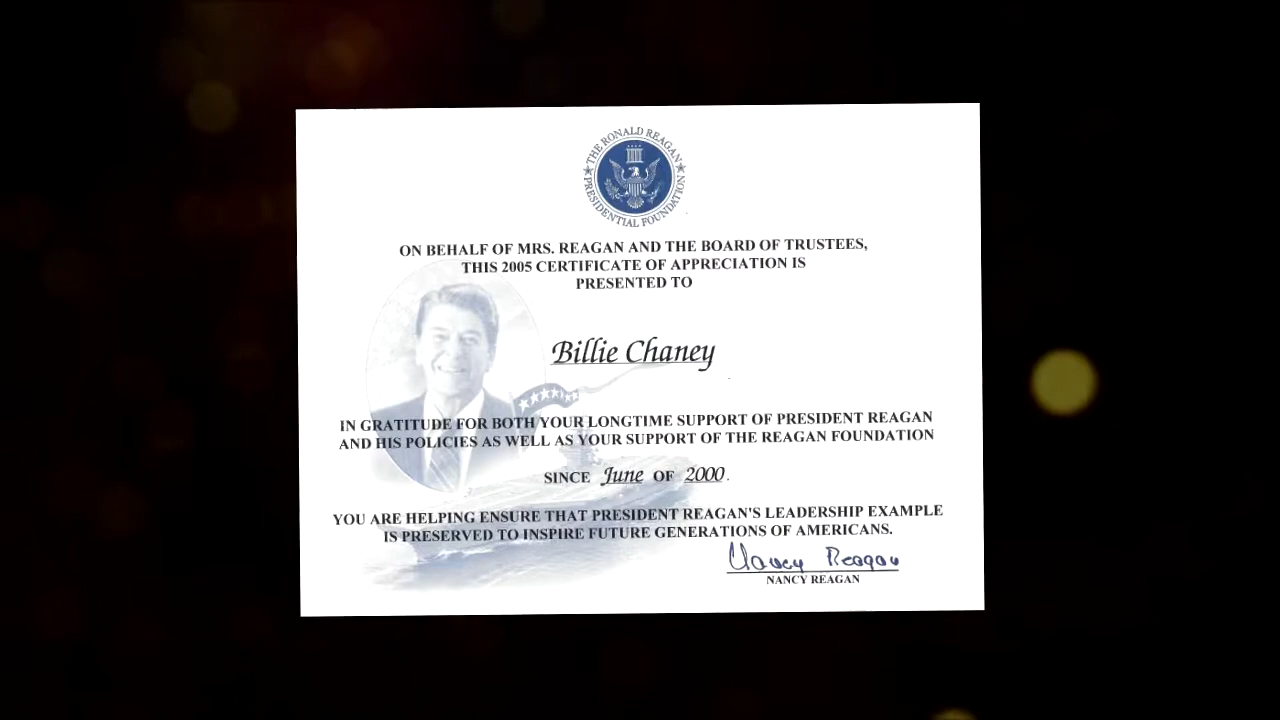 THE RONALD REAGAN
PRESIDENTIAL FOUNDATION
ON BEHALF OF MRS. REAGAN AND THE BOARD OF TRUSTEES,
THIS 2005 CERTIFICATE OF APPRECIATION IS
PRESENTED TO
Billie Chaney
IN GRATITUDE FOR BOTH YOUR LONGTIME SUPPORT OF PRESIDENT REAGAN
AND HIS POLICIES AS WELL AS YOUR SUPPORT OF THE REAGAN FOUNDATION
SINCE June OF 2000.
YOU ARE HELPING ENSURE THAT PRESIDENT REAGAN'S LEADERSHIP EXAMPLE
IS PRESERVED TO INSPIRE FUTURE GENERATIONS OF AMERICANS.
Nancy Reagan
NANCY REAGAN